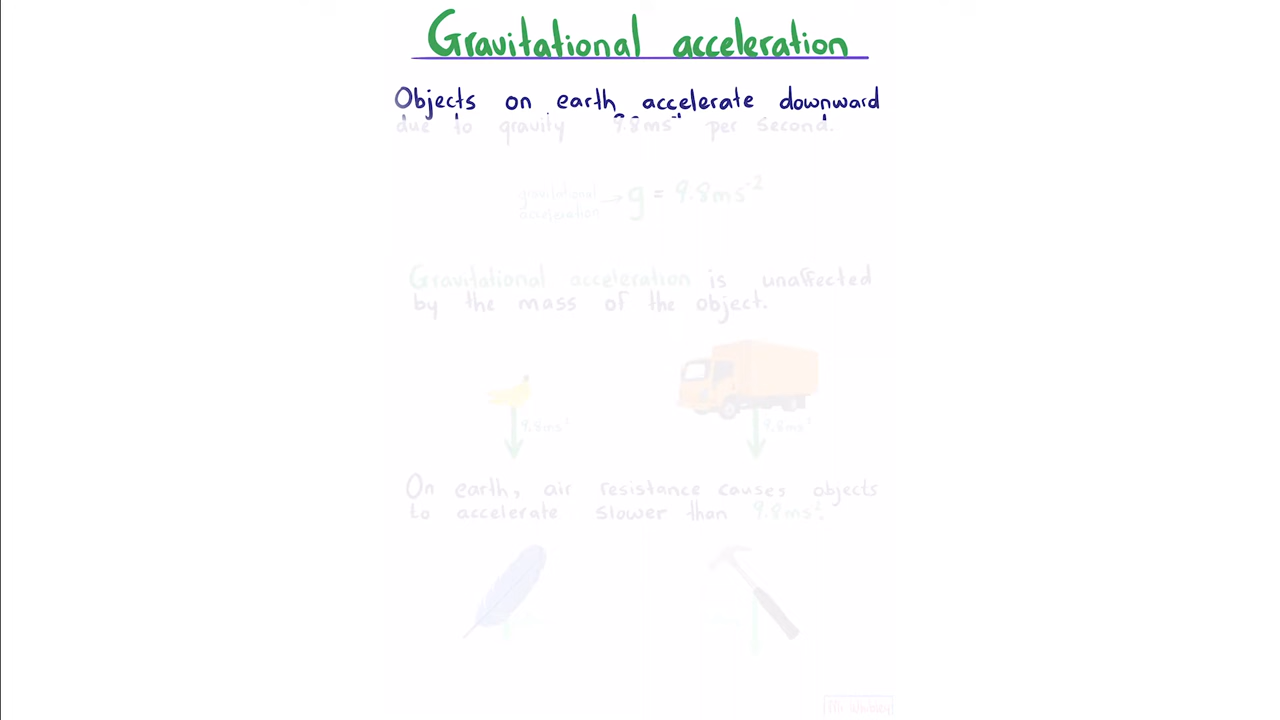 Gravitational acceleration
Objects on earth accelerate downward
due to gravity 9.8ms⁻¹ per second.
gravitational
acceleration → g = 9.8ms⁻²
Gravitational acceleration is unaffected
by the mass of the object.
9.8ms⁻² 9.8ms⁻²
On earth, air resistance causes objects
to accelerate slower than 9.8ms⁻².